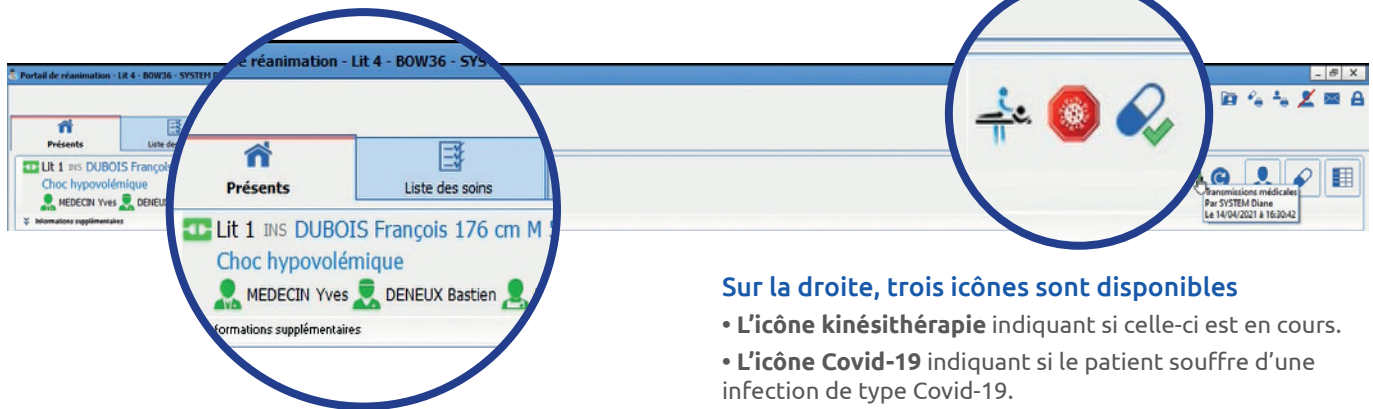 Portail de réanimation - Lit 4 - BOW36 - SYSTEM
Présents
Liste de
Lit 1 INS DUBOIS François
Choc hypovolémique
MEDECIN Yves DENEUX
Informations supplémentaires
e réanimation - Lit 4 - BOW36 - SYS
Présents
Liste des soins
Lit 1 INS DUBOIS François 176 cm M
Choc hypovolémique
MEDECIN Yves DENEUX Bastien
formations supplémentaires
Transmissions médicales
Par SYSTEM Diane
Le 14/04/2021 à 16:30:42
Sur la droite, trois icônes sont disponibles
• L’icône kinésithérapie indiquant si celle-ci est en cours.
• L’icône Covid-19 indiquant si le patient souffre d’une
infection de type Covid-19.